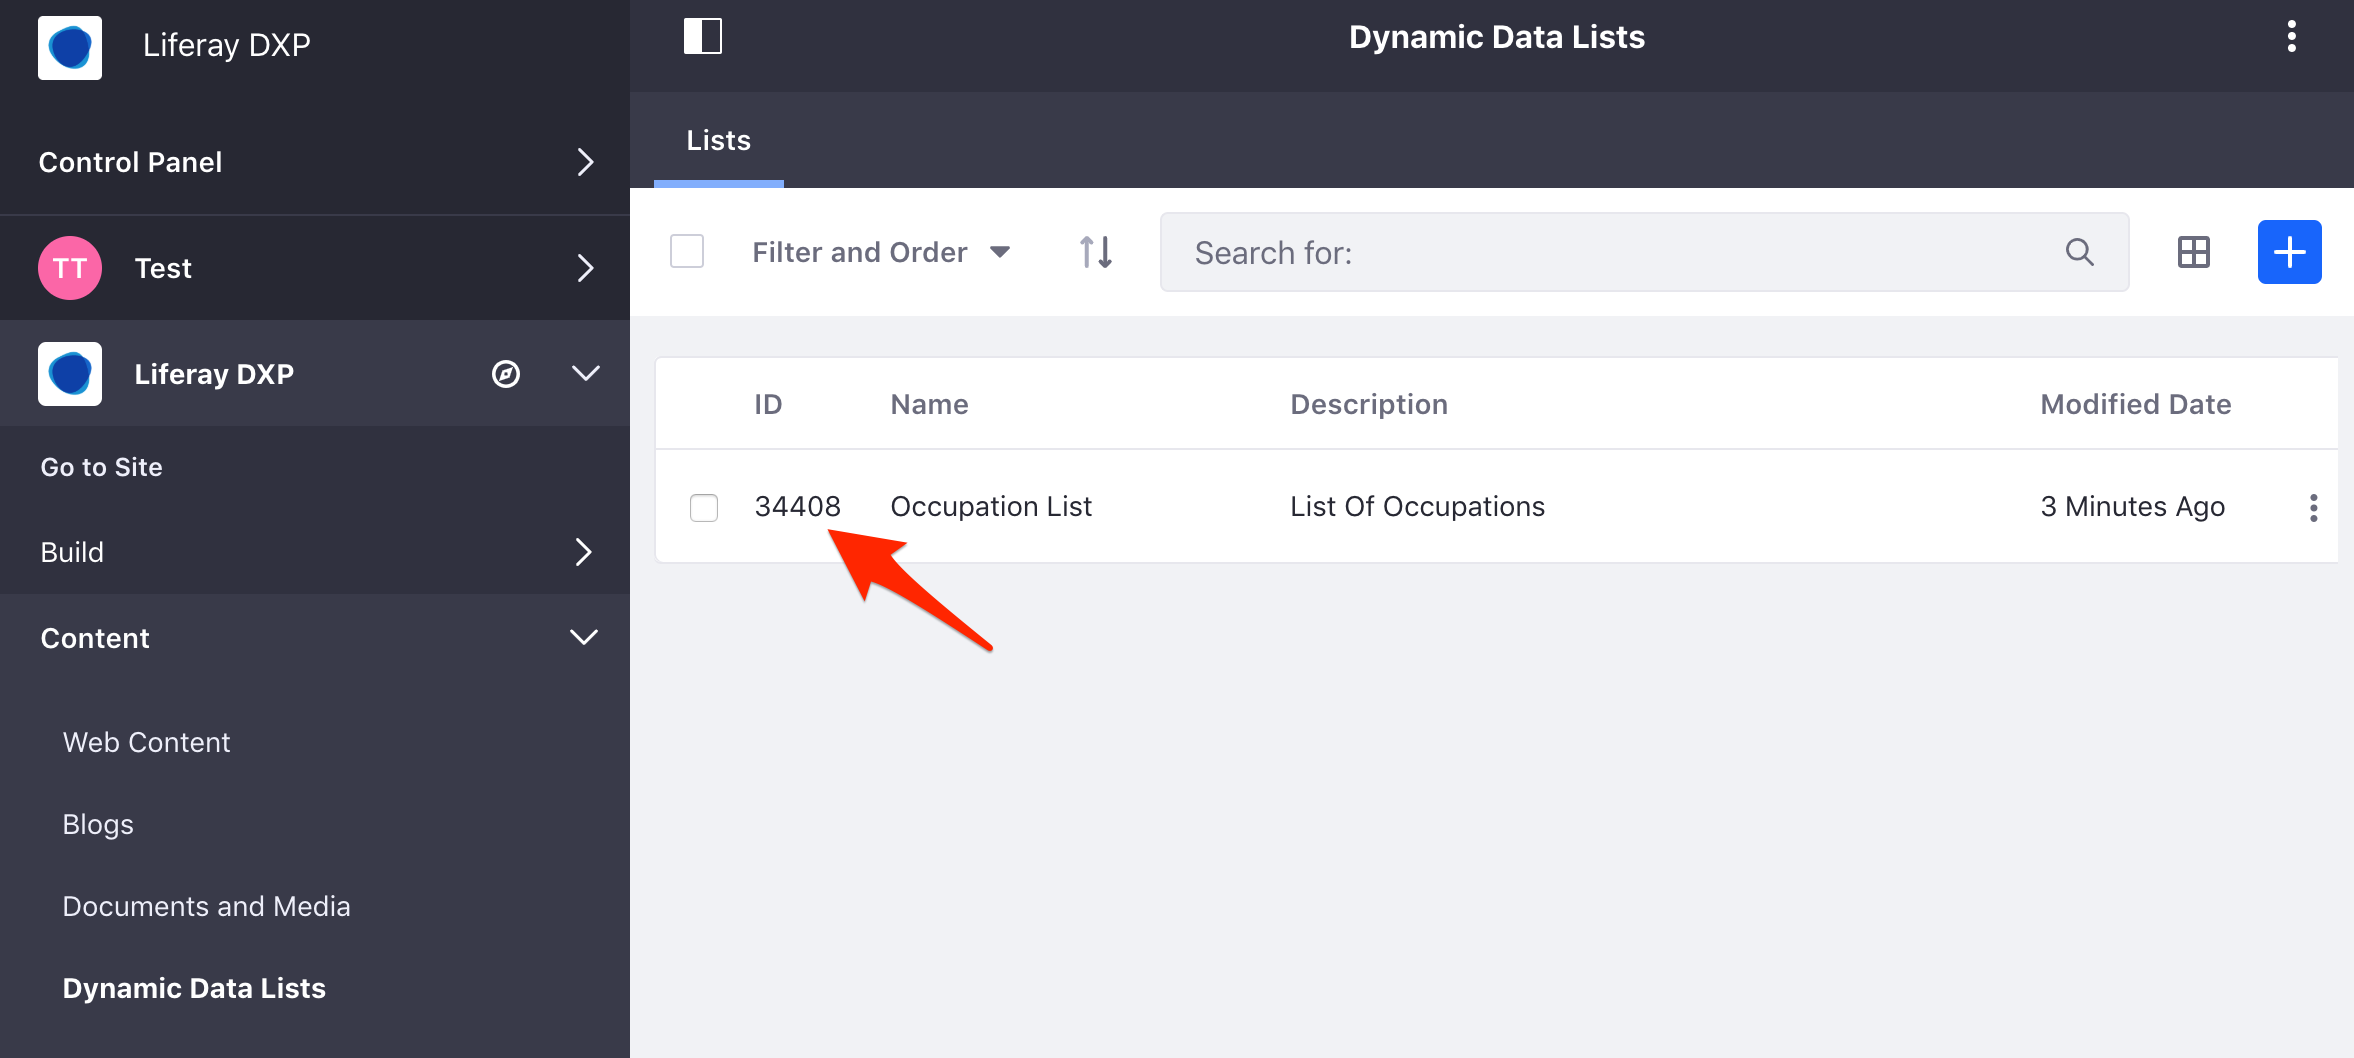 Liferay DXP
Control Panel
TT Test
Liferay DXP
Go to Site
Build
Content
Web Content
Blogs
Documents and Media
Dynamic Data Lists
Dynamic Data Lists
Lists
Filter and Order
Search for:
ID Name Description Modified Date
34408 Occupation List List Of Occupations 3 Minutes Ago